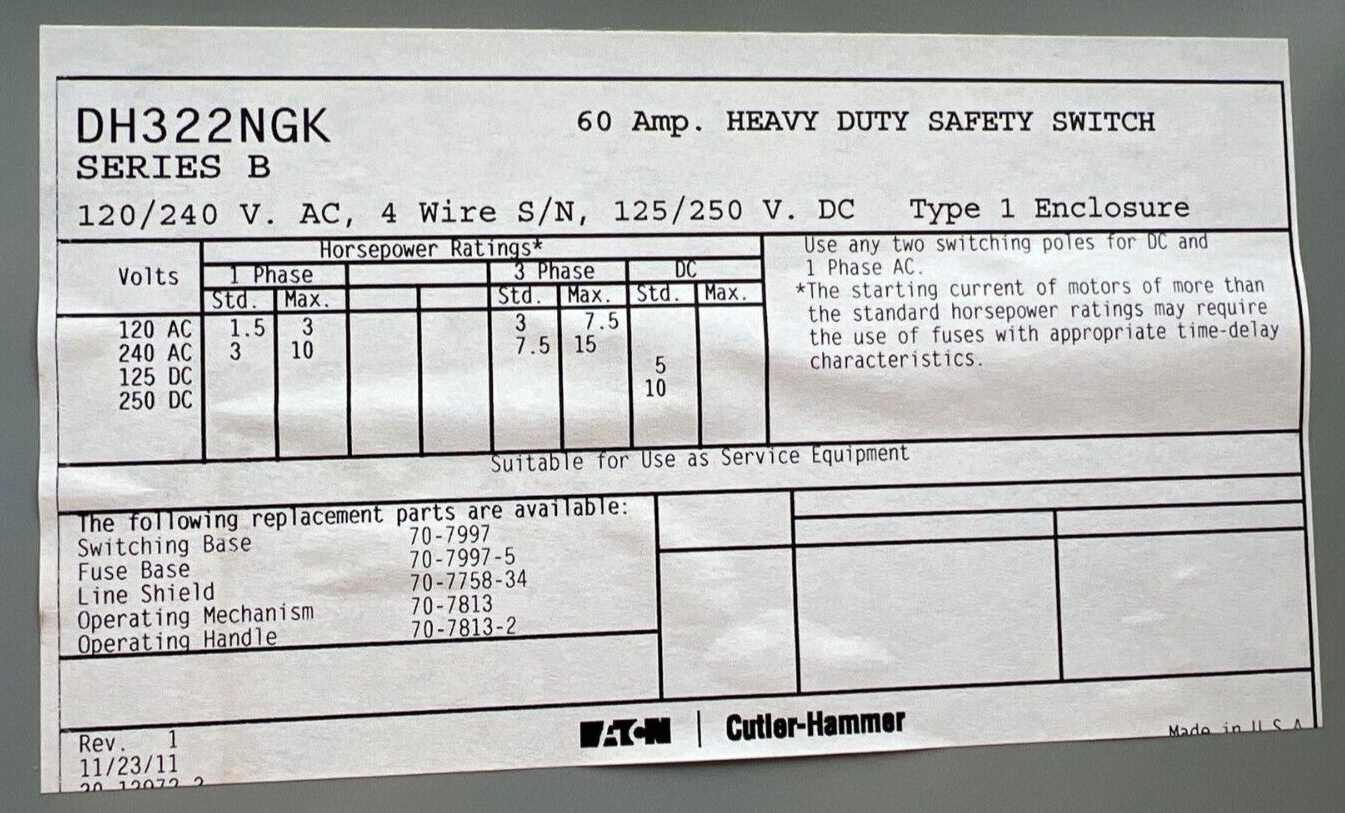 DH322NGK
60 Amp. HEAVY DUTY SAFETY SWITCH
SERIES B
120/240 V. AC, 4 Wire S/N, 125/250 V. DC Type 1 Enclosure
Volts
Horsepower Ratings*
1 Phase 3 Phase DC
Std. Max. Std. Max. Std. Max.
120 AC 1.5 3 3 7.5
240 AC 3 10 7.5 15
125 DC 5
250 DC 10
Use any two switching poles for DC and
1 Phase AC.
*The starting current of motors of more than
the standard horsepower ratings may require
the use of fuses with appropriate time-delay
characteristics.
Suitable for Use as Service Equipment
The following replacement parts are available:
Switching Base 70-7997
Fuse Base 70-7997-5
Line Shield 70-7758-34
Operating Mechanism 70-7813
Operating Handle 70-7813-2
Rev. 1
11/23/11
EATON | Cutler-Hammer
Made in U S A